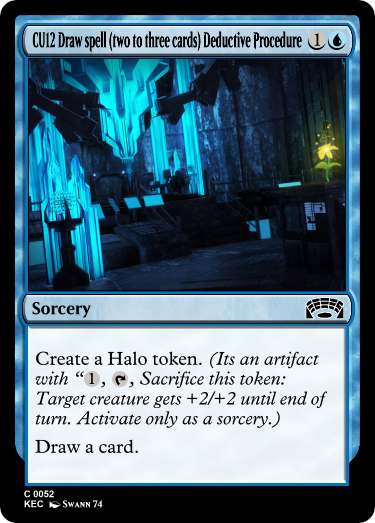 CU12 Draw spell (two to three cards) Deductive Procedure 1
Sorcery
Create a Halo token. (Its an artifact
with “1, , Sacrifice this token:
Target creature gets +2/+2 until end of
turn. Activate only as a sorcery.)
Draw a card.
C 0052
KEC Swann 74